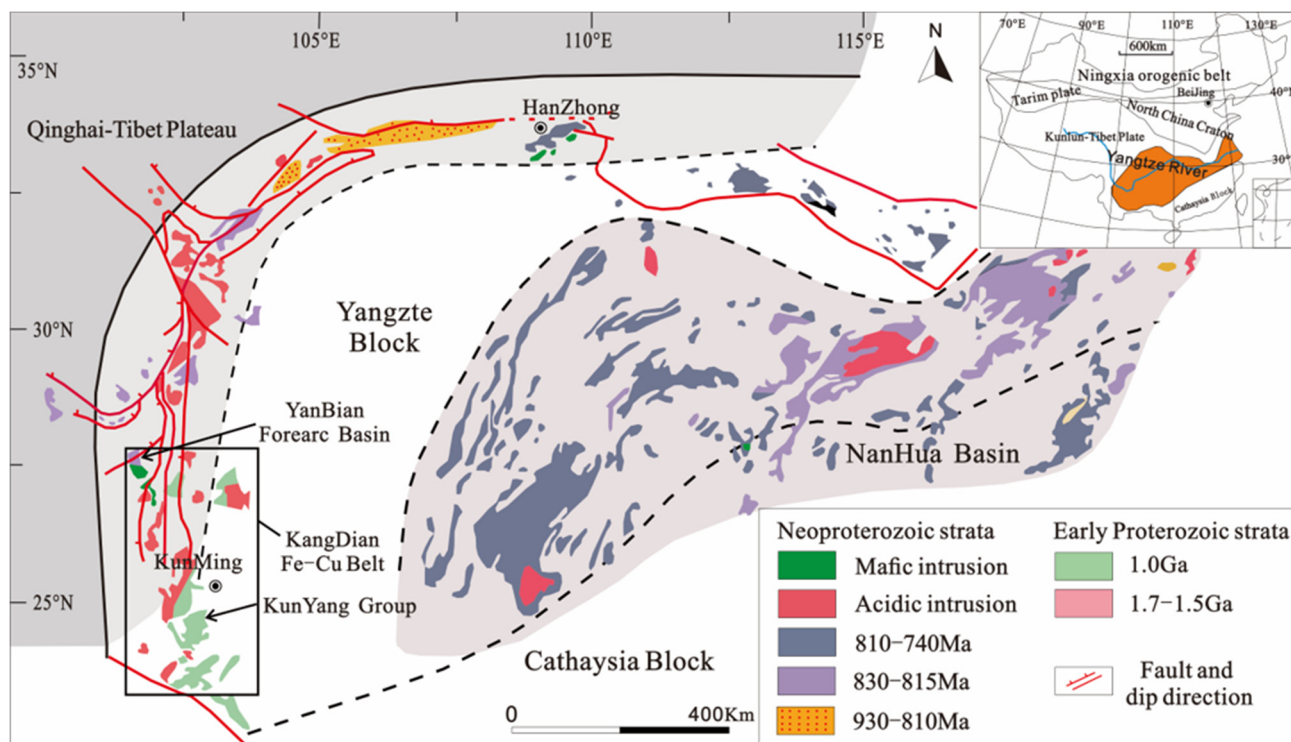 105°E
110°E
115°E
35°N
30°N
25°N
N
Qinghai-Tibet Plateau
HanZhong
Yangzte
Block
YanBian
Forearc Basin
KangDian
Fe-Cu Belt
KunMing
KunYang Group
NanHua Basin
Cathaysia Block
0
400Km
70°E
90°E
110°E
130°E
600km
Ningxia orogenic belt
BeiJing
40°N
Tarim plate
North China Craton
Kunlun-Tibet Plate
Yangtze River
30°N
Cathaysia Block
Neoproterozoic strata
Mafic intrusion
Acidic intrusion
810-740Ma
830-815Ma
930-810Ma
Early Proterozoic strata
1.0Ga
1.7-1.5Ga
Fault and
dip direction